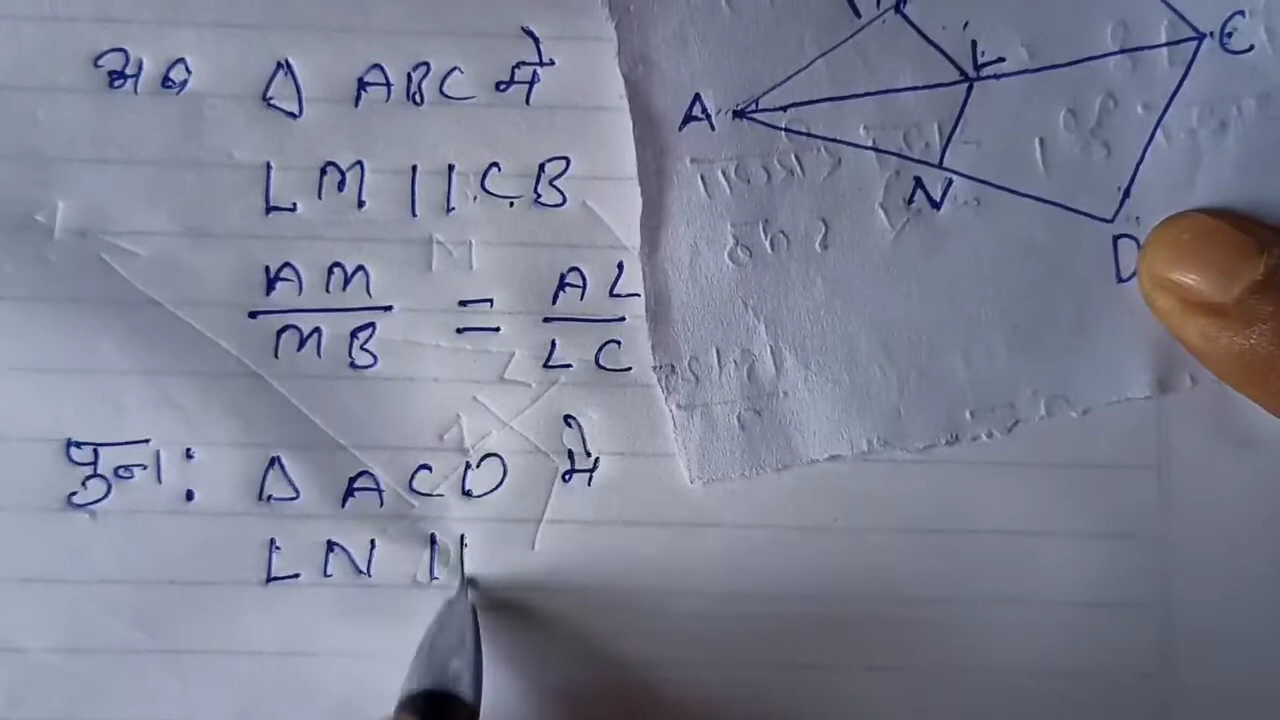 अब Δ ABC में
LM || CB
AM / MB = AL / LC
पुन: Δ ACD में
LN ||
A
L
C
N
D